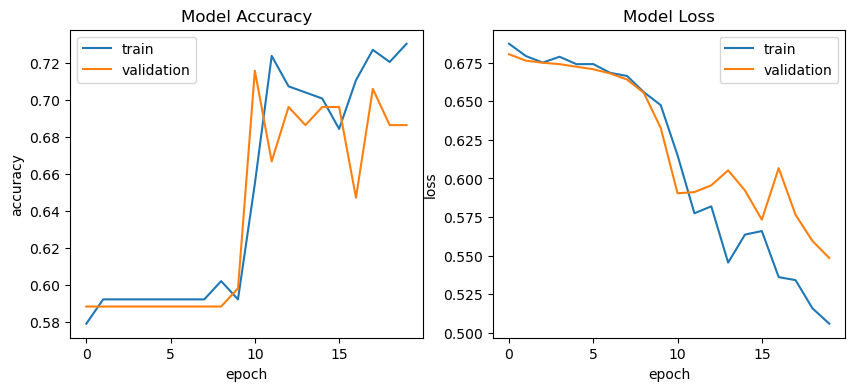 Model Accuracy
train
validation
0.72
0.70
0.68
0.66
0.64
0.62
0.60
0.58
accuracy
0 5 10 15
epoch
Model Loss
train
validation
0.675
0.650
0.625
0.600
0.575
0.550
0.525
0.500
loss
0 5 10 15
epoch